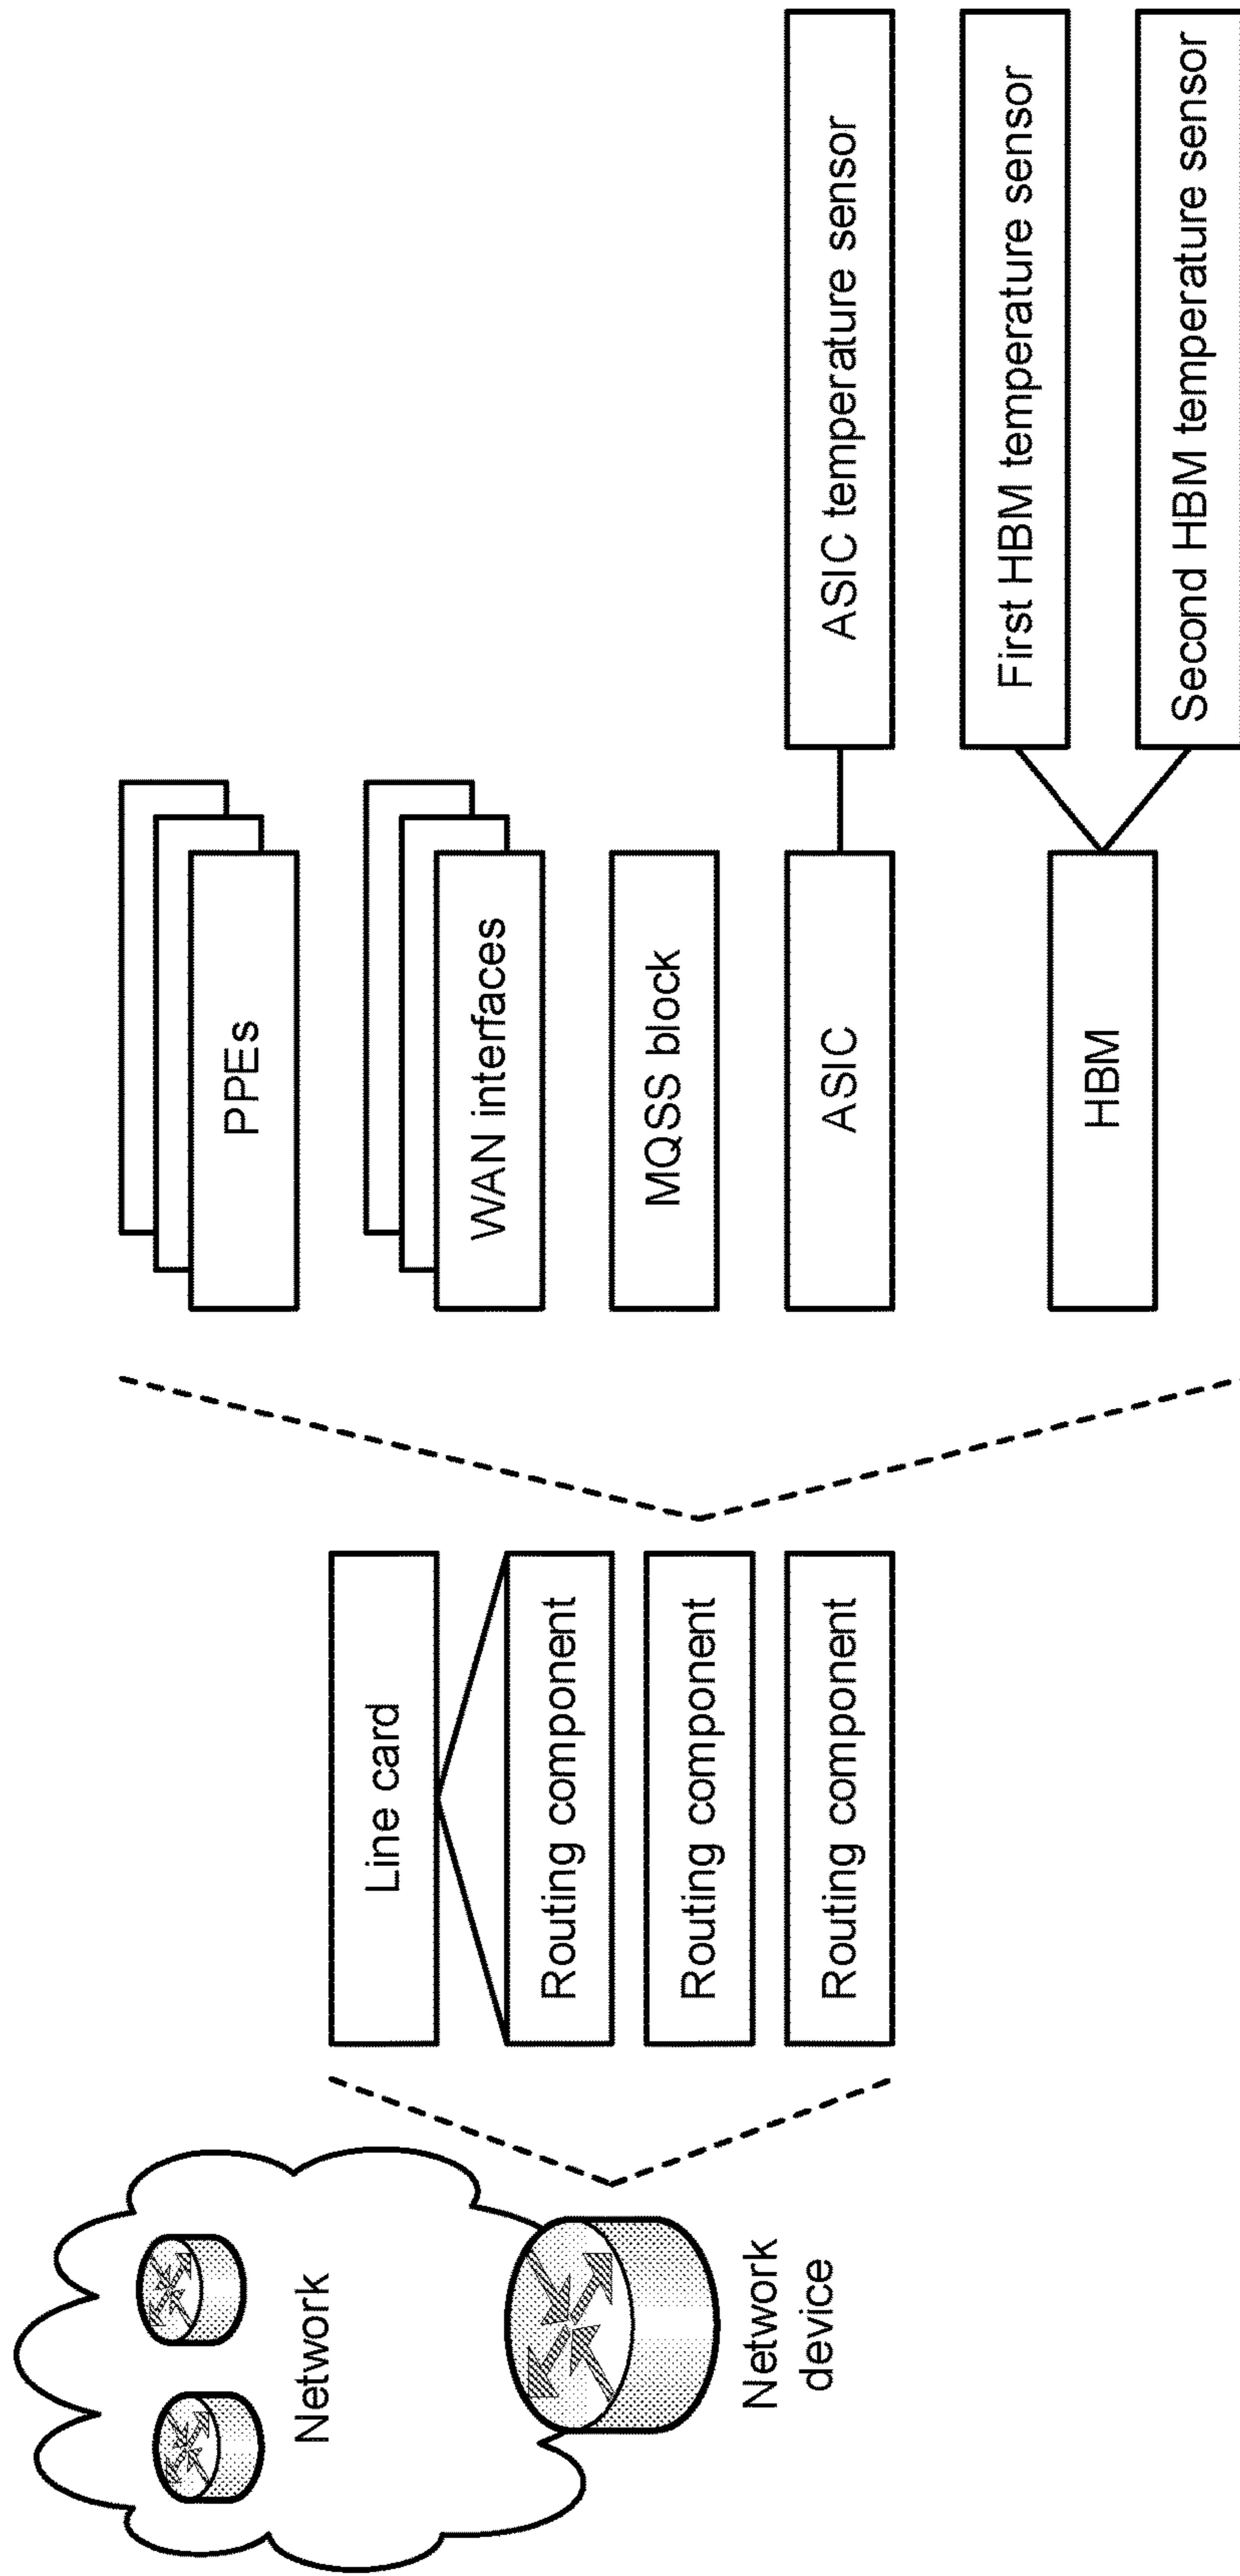 Network
Network
device
Line card
Routing component
Routing component
Routing component
PPEs
WAN interfaces
MQSS block
ASIC
HBM
ASIC temperature sensor
First HBM temperature sensor
Second HBM temperature sensor